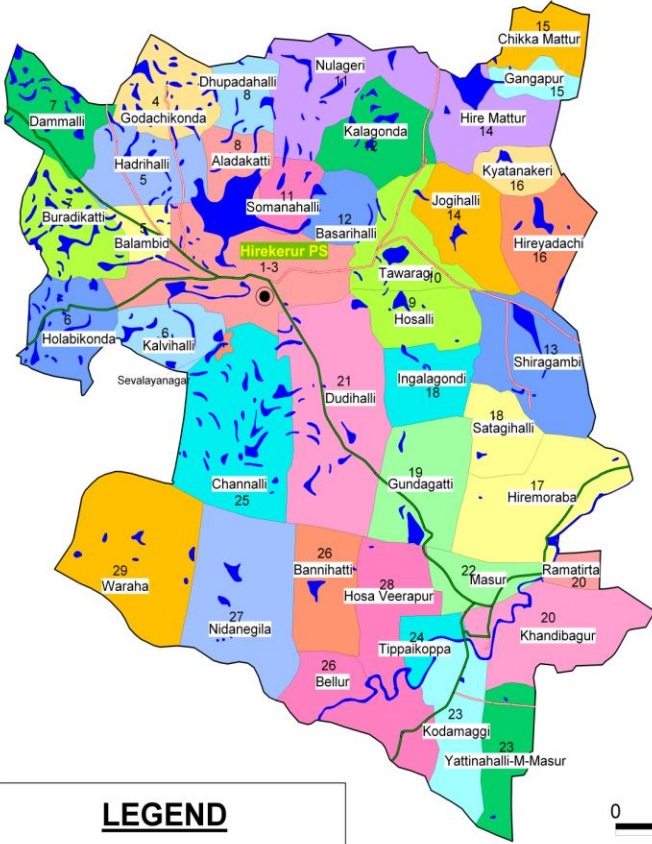 15
Chikka Mattur
Gangapur
15
Nulageri
11
Dhupadahalli
8
7
Dammalli
4
Godachikonda
Kalagonda
12
Hire Mattur
14
Hadrihalli
5
8
Aladakatti
Kyatanakeri
16
11
Somanahalli
Jogihalli
14
7
Buradikatti
12
Basarihalli
5
Balambid
Hireyadachi
16
Hirekerur PS
1-3
Tawaragi
10
9
Hosalli
6
Holabikonda
6
Kalvihalli
13
Shiragambi
Sevalayanagar
21
Dudihalli
Ingalagondi
18
18
Satagihalli
19
Gundagatti
Channalli
25
17
Hiremoraba
26
Bannihatti
29
Waraha
22
Masur
Ramatirta
20
28
Hosa Veerapur
27
Nidanegila
20
Khandibagur
24
Tippaikoppa
26
Bellur
23
Kodamaggi
23
Yattinahalli-M-Masur
LEGEND
0